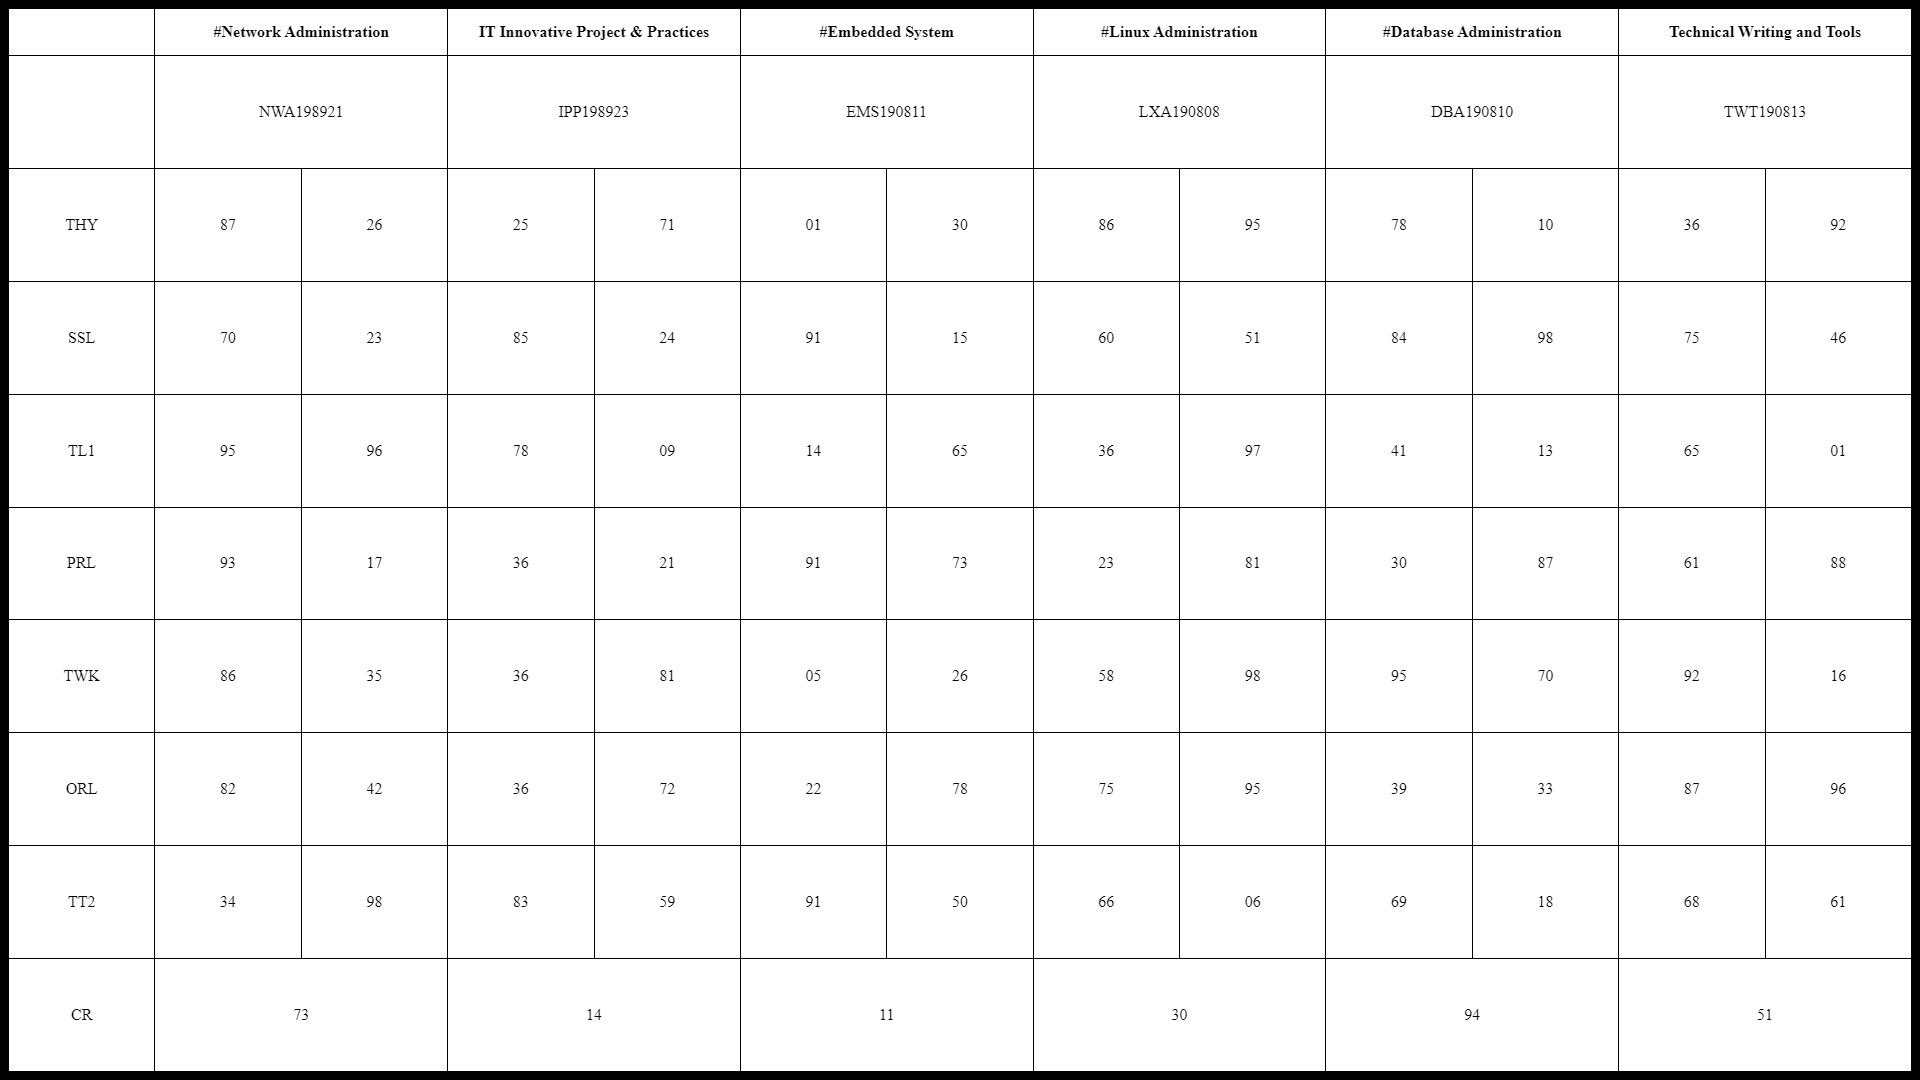 #Network Administration IT Innovative Project & Practices #Embedded System #Linux Administration #Database Administration Technical Writing and Tools
NWA198921 IPP198923 EMS190811 LXA190808 DBA190810 TWT190813
THY 87 26 25 71 01 30 86 95 78 10 36 92
SSL 70 23 85 24 91 15 60 51 84 98 75 46
TL1 95 96 78 09 14 65 36 97 41 13 65 01
PRL 93 17 36 21 91 73 23 81 30 87 61 88
TWK 86 35 36 81 05 26 58 98 95 70 92 16
ORL 82 42 36 72 22 78 75 95 39 33 87 96
TT2 34 98 83 59 91 50 66 06 69 18 68 61
CR 73 14 11 30 94 51